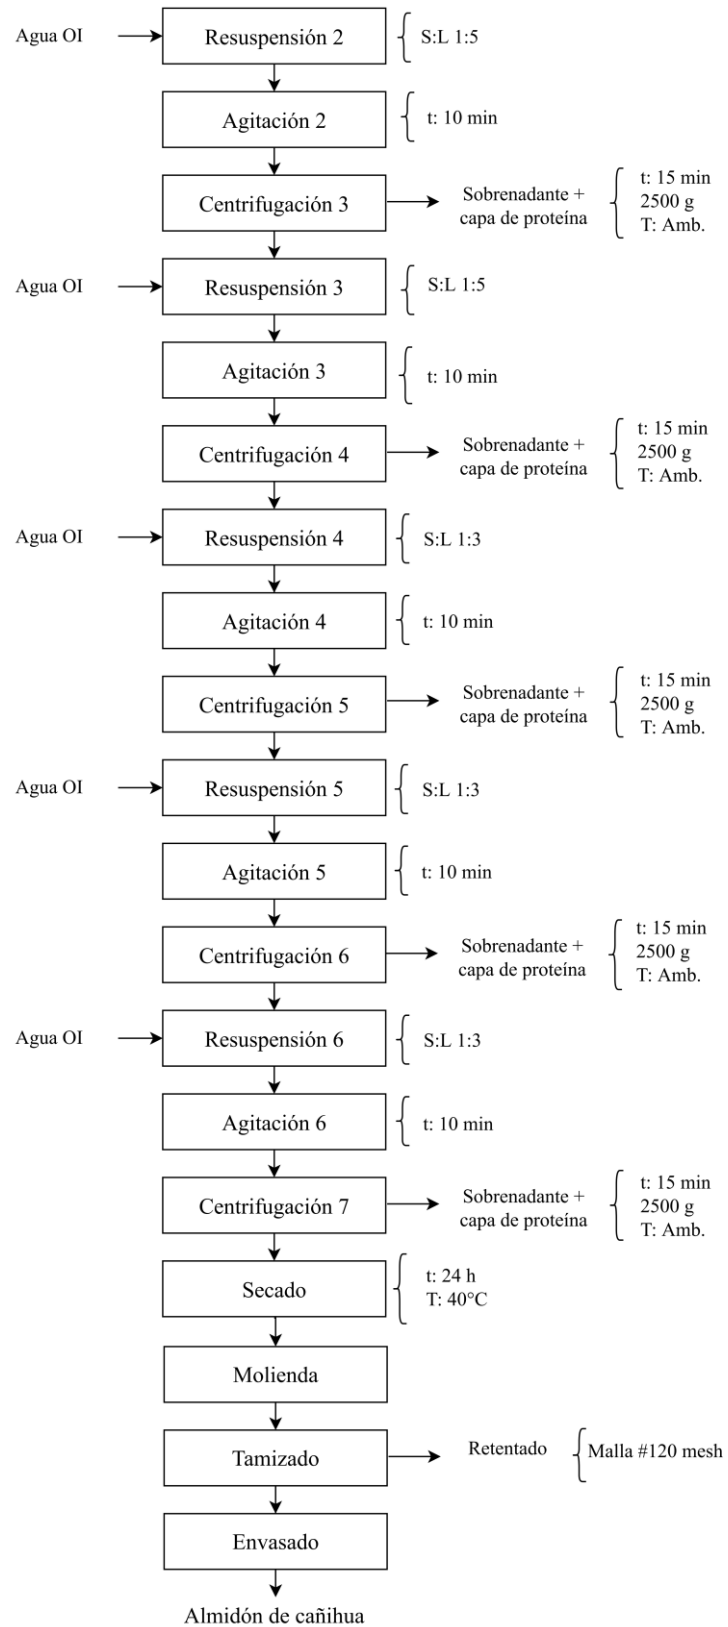 Agua OI
Resuspensión 2
S:L 1:5
Agitación 2
t: 10 min
Centrifugación 3
Sobrenadante +
capa de proteína
t: 15 min
2500 g
T: Amb.
Agua OI
Resuspensión 3
S:L 1:5
Agitación 3
t: 10 min
Centrifugación 4
Sobrenadante +
capa de proteína
t: 15 min
2500 g
T: Amb.
Agua OI
Resuspensión 4
S:L 1:3
Agitación 4
t: 10 min
Centrifugación 5
Sobrenadante +
capa de proteína
t: 15 min
2500 g
T: Amb.
Agua OI
Resuspensión 5
S:L 1:3
Agitación 5
t: 10 min
Centrifugación 6
Sobrenadante +
capa de proteína
t: 15 min
2500 g
T: Amb.
Agua OI
Resuspensión 6
S:L 1:3
Agitación 6
t: 10 min
Centrifugación 7
Sobrenadante +
capa de proteína
t: 15 min
2500 g
T: Amb.
Secado
t: 24 h
T: 40°C
Molienda
Tamizado
Retentado
Malla #120 mesh
Envasado
Almidón de cañihua